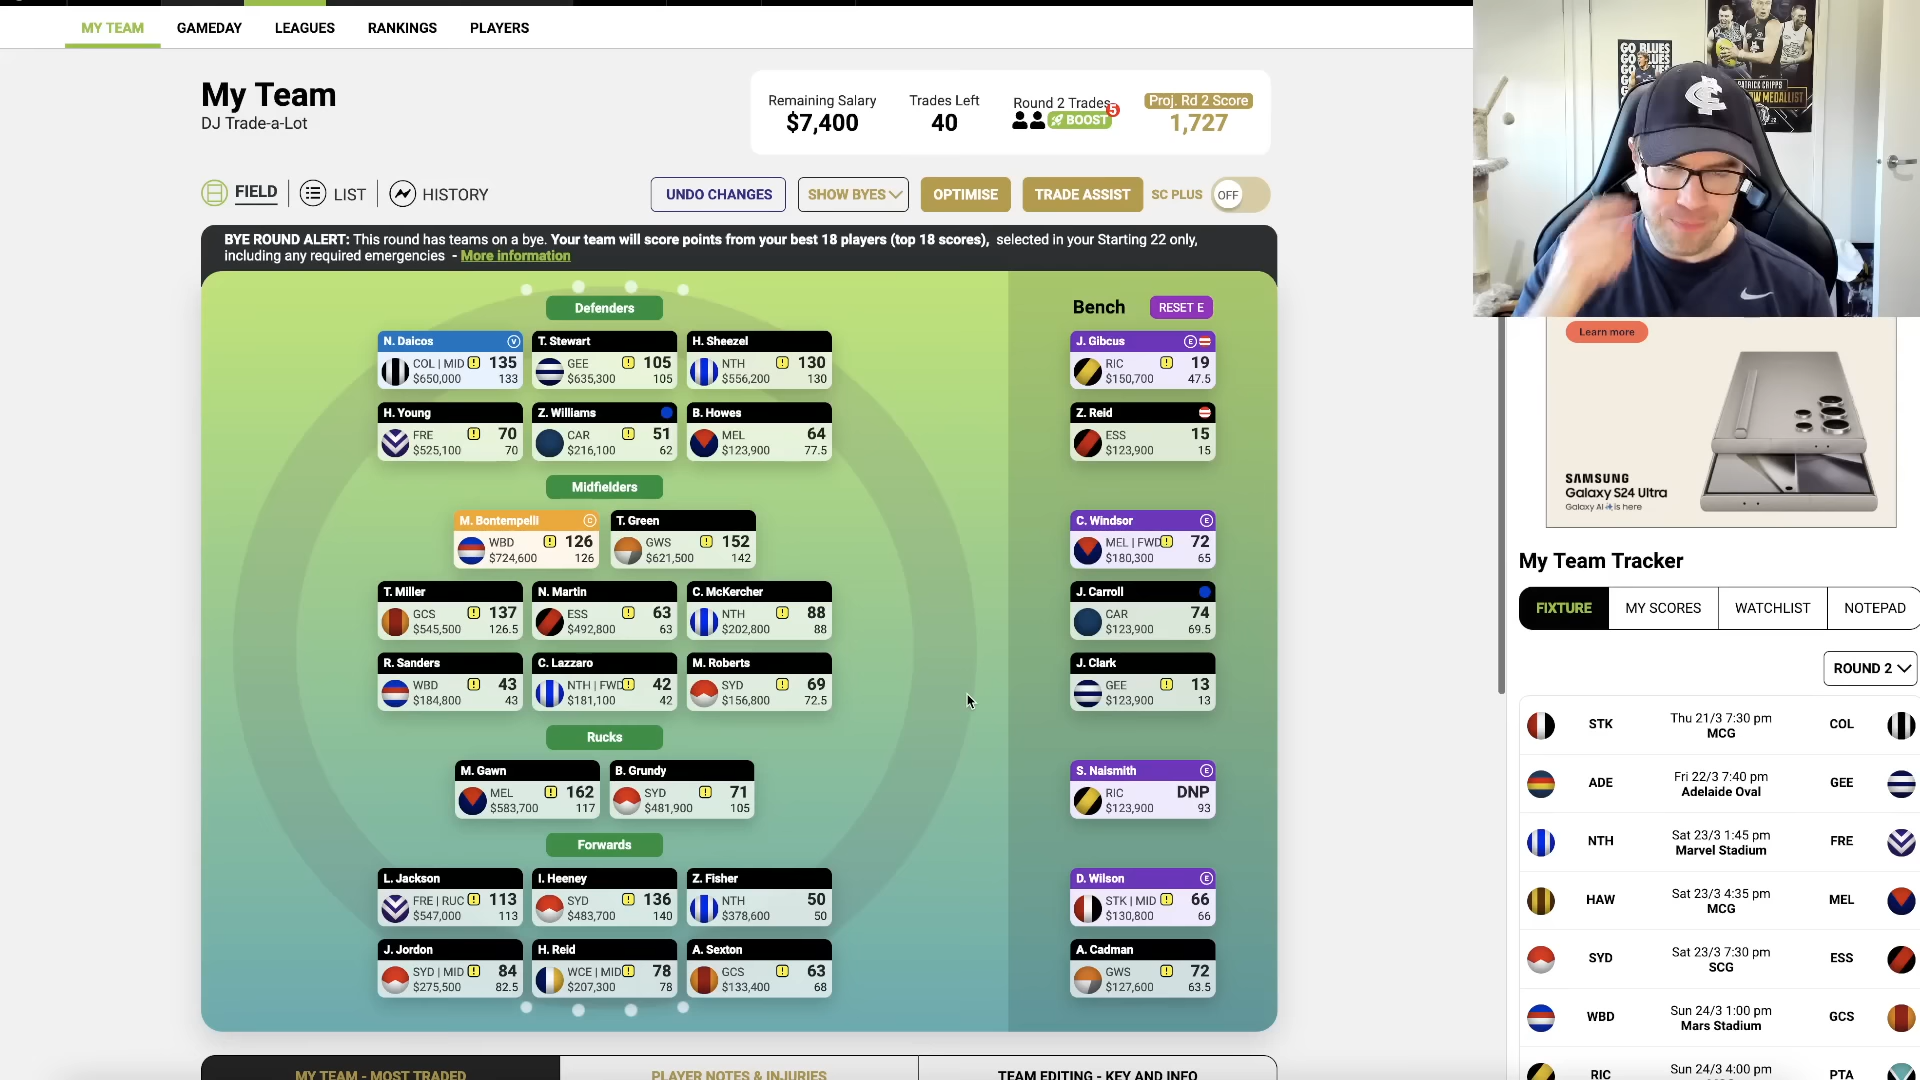 MY TEAM
GAMEDAY
LEAGUES
RANKINGS
PLAYERS
My Team
DJ Trade-a-Lot
Remaining Salary
$7,400
Trades Left
40
Round 2 Trades
5
BOOST
Proj. Rd 2 Score
1,727
FIELD
LIST
HISTORY
UNDO CHANGES
SHOW BYES
OPTIMISE
TRADE ASSIST
SC PLUS
OFF
BYE ROUND ALERT: This round has teams on a bye. Your team will score points from your best 18 players (top 18 scores), selected in your Starting 22 only,
including any required emergencies - More information
Defenders
Bench
RESET E
N. Daicos V
COL | MID ! 135
$650,000 133
T. Stewart
GEE ! 105
$635,300 105
H. Sheezel
NTH ! 130
$556,200 130
J. Gibcus E
RIC ! 19
$150,700 47.5
H. Young
FRE ! 70
$525,100 70
Z. Williams
CAR ! 51
$216,100 62
B. Howes
MEL 64
$123,900 77.5
Z. Reid
ESS 15
$123,900 15
Midfielders
M. Bontempelli C
WBD ! 126
$724,600 126
T. Green
GWS ! 152
$621,500 142
C. Windsor E
MEL | FWD ! 72
$180,300 65
T. Miller
GCS ! 137
$545,500 126.5
N. Martin
ESS ! 63
$492,800 63
C. McKercher
NTH ! 88
$202,800 88
J. Carroll
CAR 74
$123,900 69.5
R. Sanders
WBD ! 43
$184,800 43
C. Lazzaro
NTH | FWD ! 42
$181,100 42
M. Roberts
SYD ! 69
$156,800 72.5
J. Clark
GEE ! 13
$123,900 13
Rucks
M. Gawn
MEL ! 162
$583,700 117
B. Grundy
SYD ! 71
$481,900 105
S. Naismith E
RIC DNP
$123,900 93
Forwards
L. Jackson
FRE | RUC ! 113
$547,000 113
I. Heeney
SYD ! 136
$483,700 140
Z. Fisher
NTH 50
$378,600 50
D. Wilson E
STK | MID ! 66
$130,800 66
J. Jordon
SYD | MID ! 84
$275,500 82.5
H. Reid
WCE | MID ! 78
$207,300 78
A. Sexton
GCS ! 63
$133,400 68
A. Cadman
GWS ! 72
$127,600 63.5
MY TEAM - MOST TRADED
PLAYER NOTES & INJURIES
TEAM EDITING - KEY AND INFO
GO BLUES
PATRICK CRIPPS
MEDALLIST
Learn more
SAMSUNG
Galaxy S24 Ultra
Galaxy AI is here
My Team Tracker
FIXTURE
MY SCORES
WATCHLIST
NOTEPAD
ROUND 2
STK Thu 21/3 7:30 pm COL
MCG
ADE Fri 22/3 7:40 pm GEE
Adelaide Oval
NTH Sat 23/3 1:45 pm FRE
Marvel Stadium
HAW Sat 23/3 4:35 pm MEL
MCG
SYD Sat 23/3 7:30 pm ESS
SCG
WBD Sun 24/3 1:00 pm GCS
Mars Stadium
RIC Sun 24/3 4:00 pm PTA